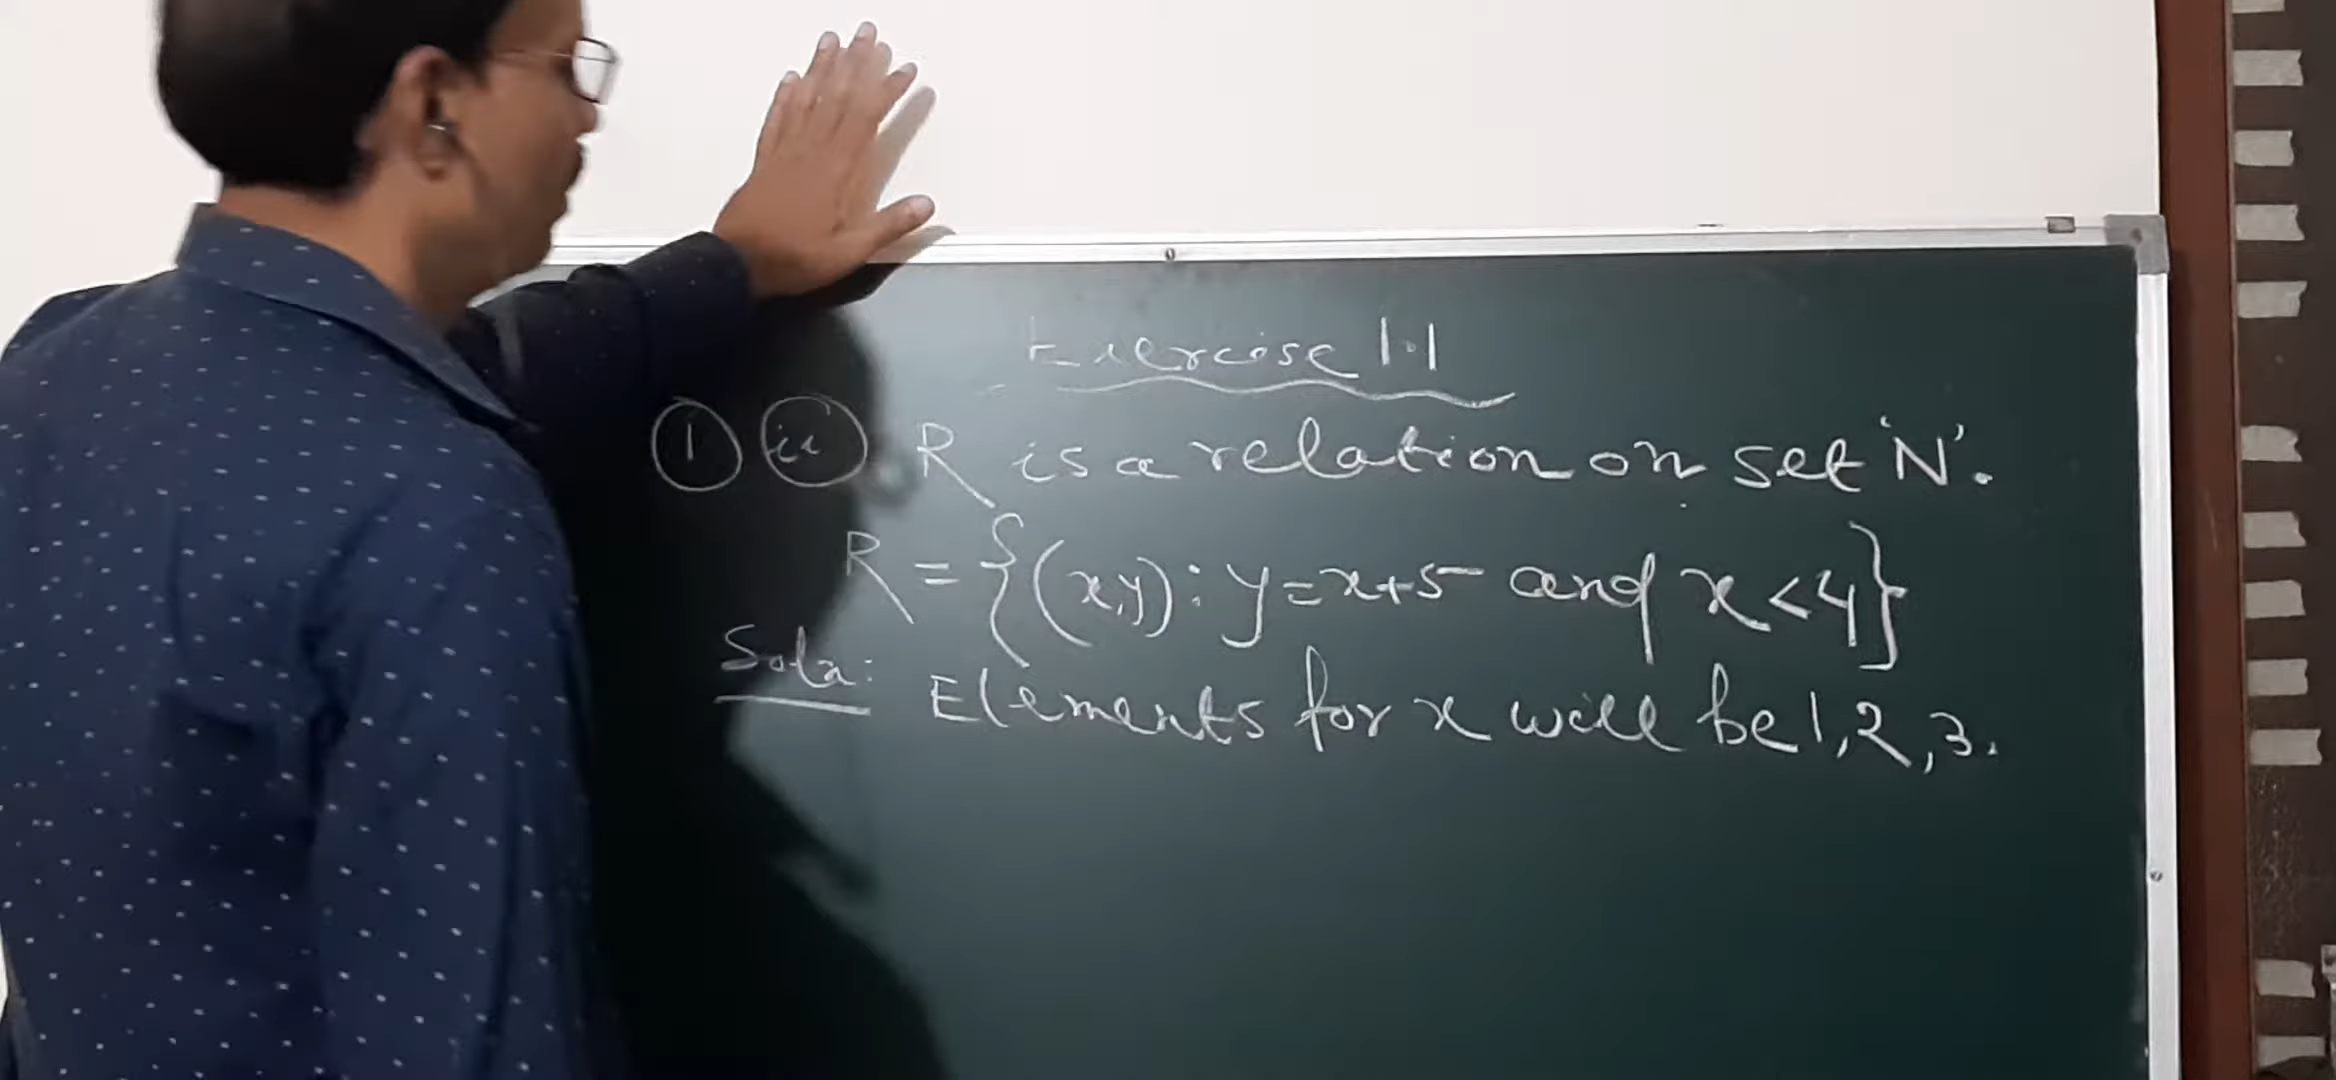 Exercise 1.1
1 ii R is a relation on set 'N'.
R = {(x,y) : y = x+5 and x < 4}
Soln: Elements for x will be 1, 2, 3.